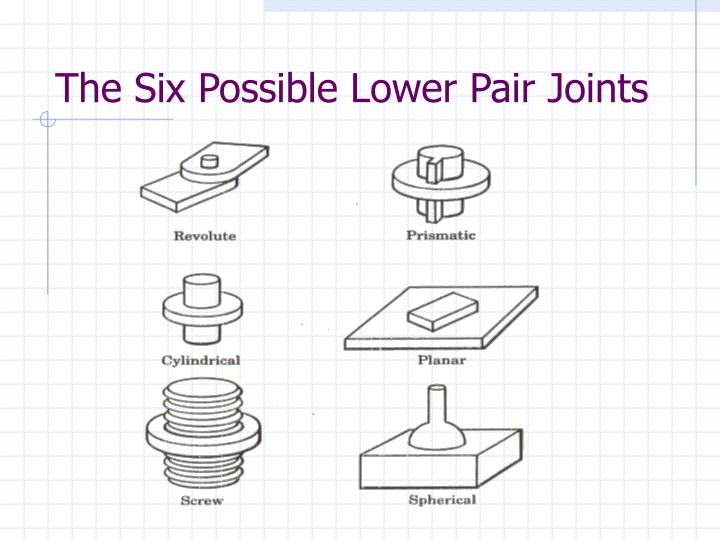 The Six Possible Lower Pair Joints
Revolute
Prismatic
Cylindrical
Planar
Screw
Spherical